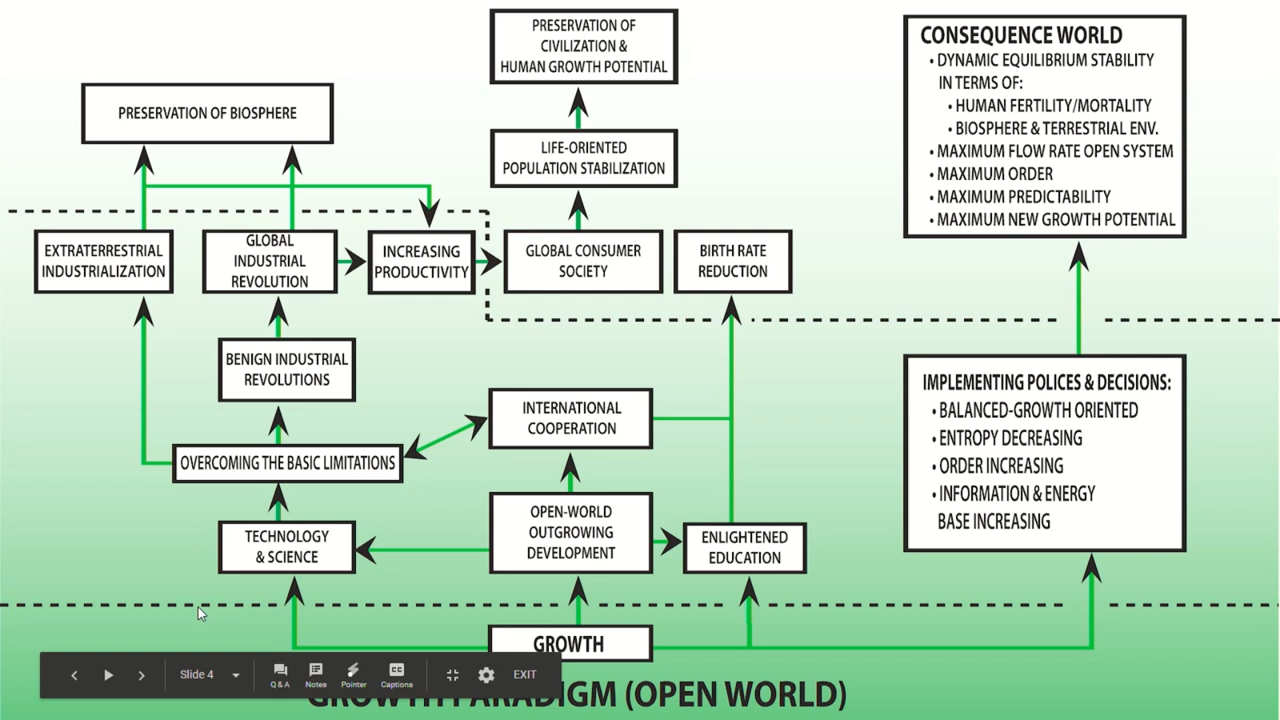 PRESERVATION OF
CIVILIZATION &
HUMAN GROWTH POTENTIAL
PRESERVATION OF BIOSPHERE
LIFE-ORIENTED
POPULATION STABILIZATION
EXTRATERRESTRIAL
INDUSTRIALIZATION
GLOBAL
INDUSTRIAL
REVOLUTION
INCREASING
PRODUCTIVITY
GLOBAL CONSUMER
SOCIETY
BIRTH RATE
REDUCTION
BENIGN INDUSTRIAL
REVOLUTIONS
INTERNATIONAL
COOPERATION
OVERCOMING THE BASIC LIMITATIONS
TECHNOLOGY
& SCIENCE
OPEN-WORLD
OUTGROWING
DEVELOPMENT
ENLIGHTENED
EDUCATION
GROWTH
CONSEQUENCE WORLD
• DYNAMIC EQUILIBRIUM STABILITY
IN TERMS OF:
• HUMAN FERTILITY/MORTALITY
• BIOSPHERE & TERRESTRIAL ENV.
• MAXIMUM FLOW RATE OPEN SYSTEM
• MAXIMUM ORDER
• MAXIMUM PREDICTABILITY
• MAXIMUM NEW GROWTH POTENTIAL
IMPLEMENTING POLICES & DECISIONS:
• BALANCED-GROWTH ORIENTED
• ENTROPY DECREASING
• ORDER INCREASING
• INFORMATION & ENERGY
BASE INCREASING
Slide 4
Q & A
Notes
Pointer
Captions
EXIT
GROWTH PARADIGM (OPEN WORLD)